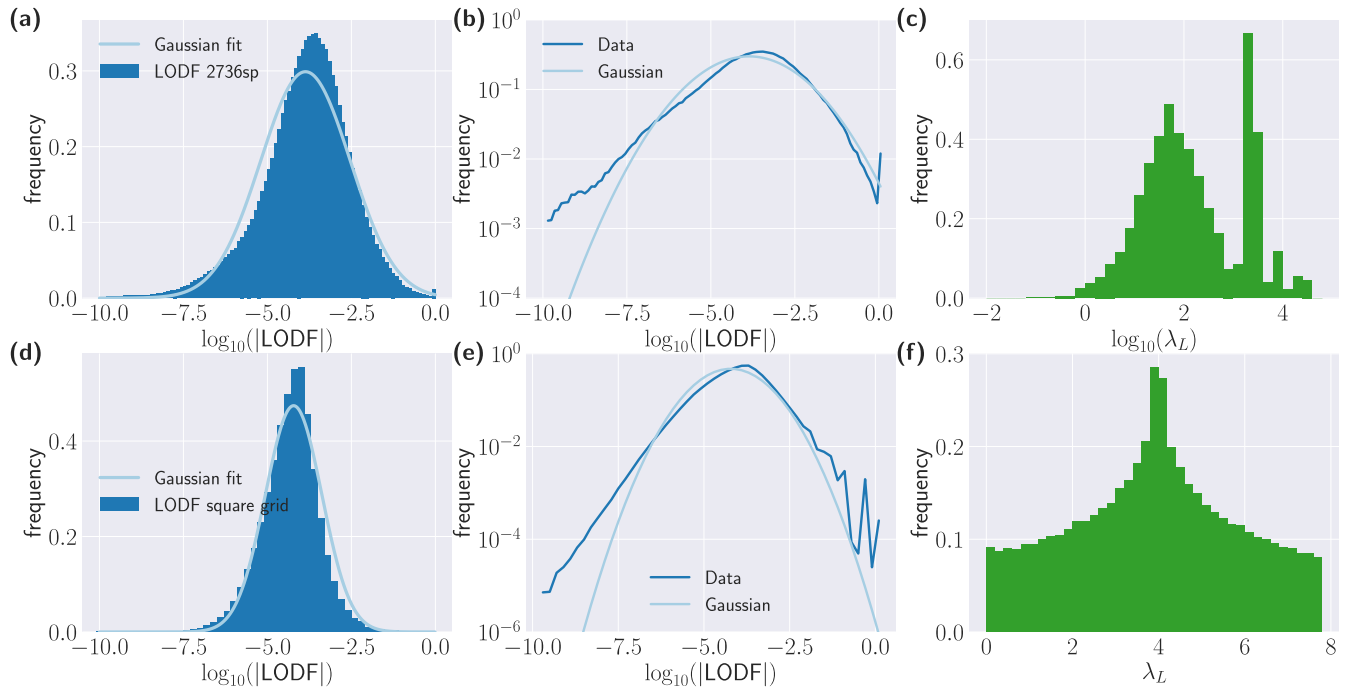 (a)
frequency
0.3
0.2
0.1
0.0
Gaussian fit
LODF 2736sp
−10.0 −7.5 −5.0 −2.5 0.0
log₁₀(|LODF|)
(b)
frequency
10⁰
10⁻¹
10⁻²
10⁻³
10⁻⁴
Data
Gaussian
−10.0 −7.5 −5.0 −2.5 0.0
log₁₀(|LODF|)
(c)
frequency
0.6
0.4
0.2
0.0
−2 0 2 4
log₁₀(λ_L)
(d)
frequency
0.4
0.2
0.0
Gaussian fit
LODF square grid
−10.0 −7.5 −5.0 −2.5 0.0
log₁₀(|LODF|)
(e)
frequency
10⁰
10⁻²
10⁻⁴
10⁻⁶
Data
Gaussian
−10.0 −7.5 −5.0 −2.5 0.0
log₁₀(|LODF|)
(f)
frequency
0.3
0.2
0.1
0.0
0 2 4 6 8
λ_L